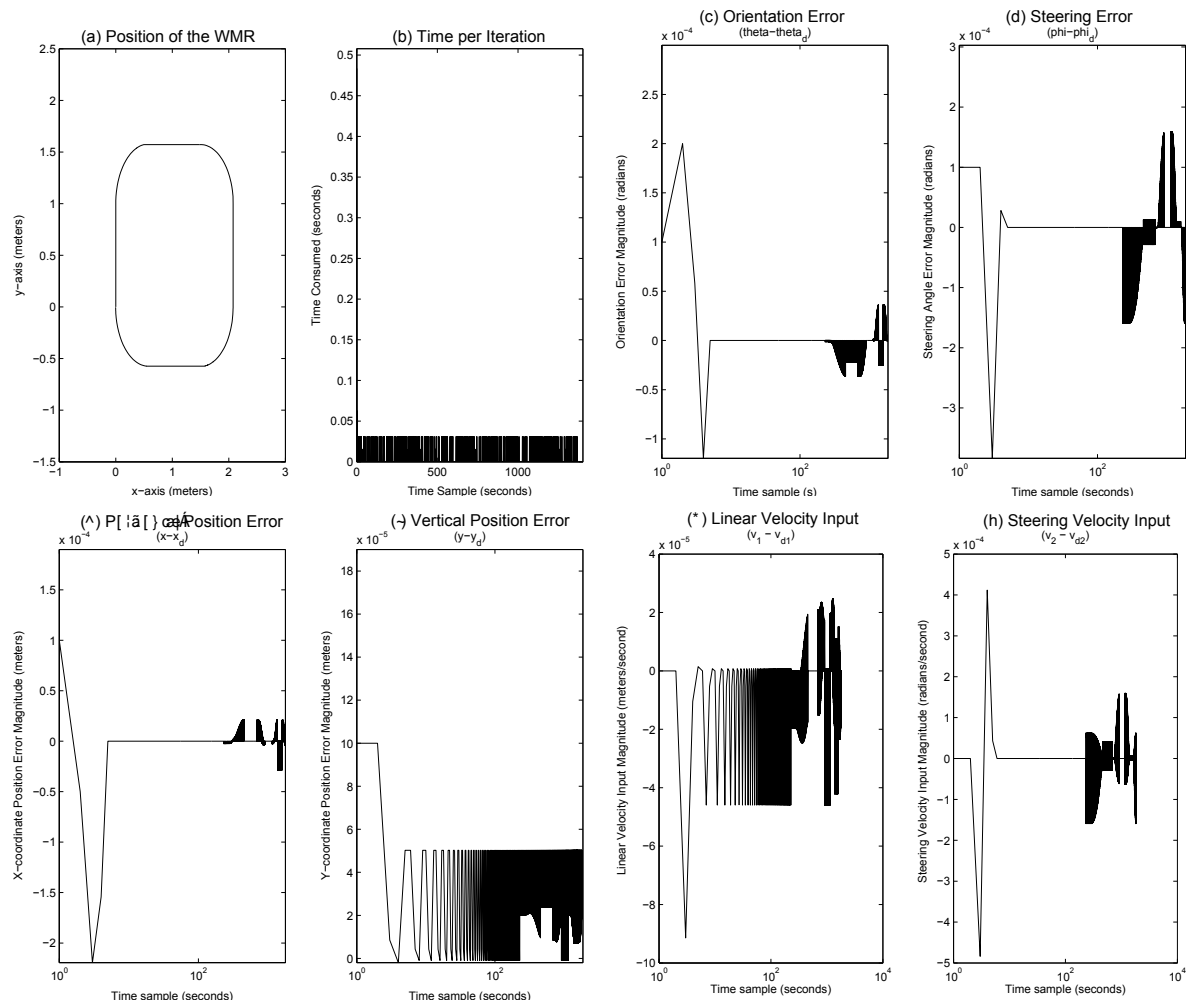 (a) Position of the WMR
2.5
2
1.5
1
0.5
0
−0.5
−1
−1.5
−1
0
1
2
3
y−axis (meters)
x−axis (meters)
(b) Time per Iteration
0.5
0.45
0.4
0.35
0.3
0.25
0.2
0.15
0.1
0.05
0
0
500
1000
Time Consumed (seconds)
Time Sample (seconds)
(c) Orientation Error
(theta−theta_d)
x 10^−4
2.5
2
1.5
1
0.5
0
−0.5
−1
10^0
10^2
Orientation Error Magnitude (radians)
Time sample (s)
(d) Steering Error
(phi−phi_d)
x 10^−4
3
2
1
0
−1
−2
−3
10^0
10^2
Steering Angle Error Magnitude (radians)
Time sample (seconds)
Position Error
(x−x_d)
x 10^−4
1.5
1
0.5
0
−0.5
−1
−1.5
−2
10^0
10^2
X−coordinate Position Error Magnitude (meters)
Time sample (seconds)
Vertical Position Error
(y−y_d)
x 10^−5
18
16
14
12
10
8
6
4
2
0
10^0
10^2
Y−coordinate Position Error Magnitude (meters)
Time sample (seconds)
(*) Linear Velocity Input
(v_1 − v_d1)
x 10^−5
4
2
0
−2
−4
−6
−8
−10
10^0
10^2
10^4
Linear Velocity Input Magnitude (meters/second)
Time sample (seconds)
(h) Steering Velocity Input
(v_2 − v_d2)
x 10^−4
5
4
3
2
1
0
−1
−2
−3
−4
−5
10^0
10^2
10^4
Steering Velocity Input Magnitude (radians/second)
Time sample (seconds)